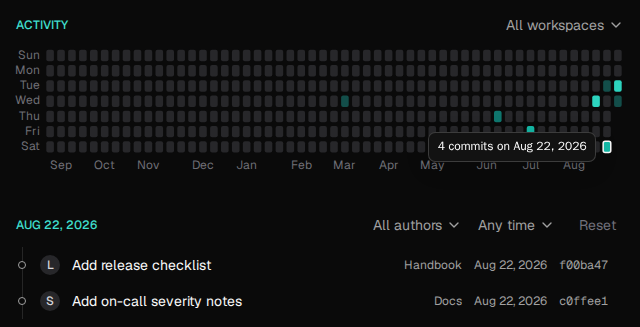 ACTIVITY
All workspaces
Sun
Mon
Tue
Wed
Thu
Fri
Sat
4 commits on Aug 22, 2026
Sep Oct Nov Dec Jan Feb Mar Apr May Jun Jul Aug
AUG 22, 2026
All authors Any time Reset
L Add release checklist Handbook Aug 22, 2026 f00ba47
S Add on-call severity notes Docs Aug 22, 2026 c0ffee1